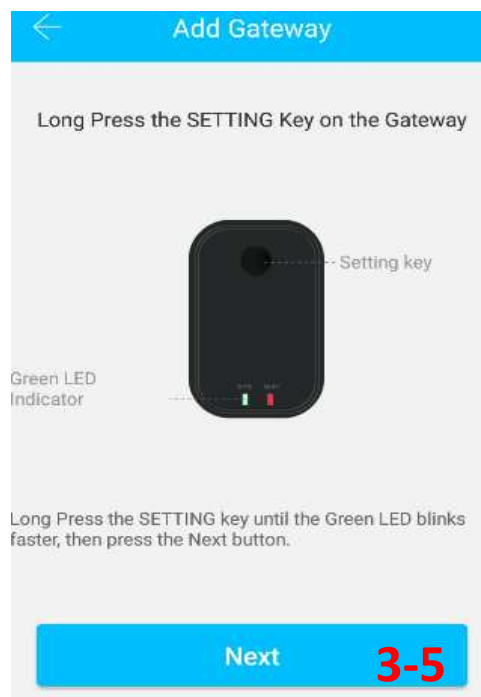 Add Gateway
Long Press the SETTING Key on the Gateway
Setting key
Green LED
Indicator
Long Press the SETTING key until the Green LED blinks
faster, then press the Next button.
Next
3-5